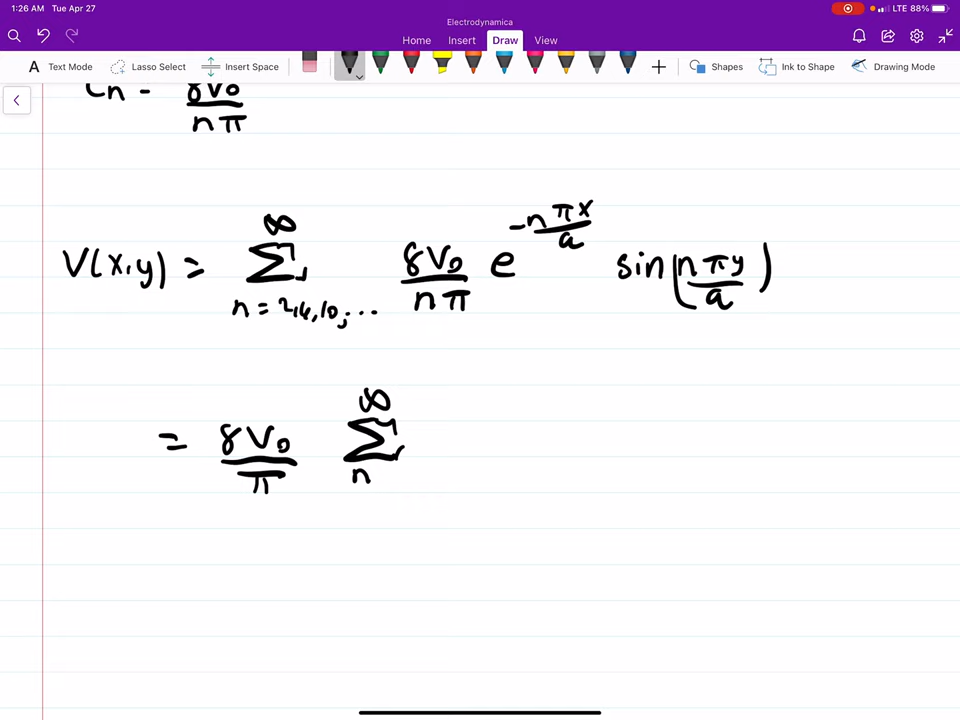 1:26 AM Tue Apr 27
LTE 88%
Electrodynamica
Home Insert Draw View
Text Mode Lasso Select Insert Space Shapes Ink to Shape Drawing Mode
Cn = 8V₀/nπ
V(x,y) = ∑ 8V₀/nπ e^(-nπx/a) sin(nπy/a)
∞
n = 2,6,10,...
= 8V₀/π ∑
∞
n